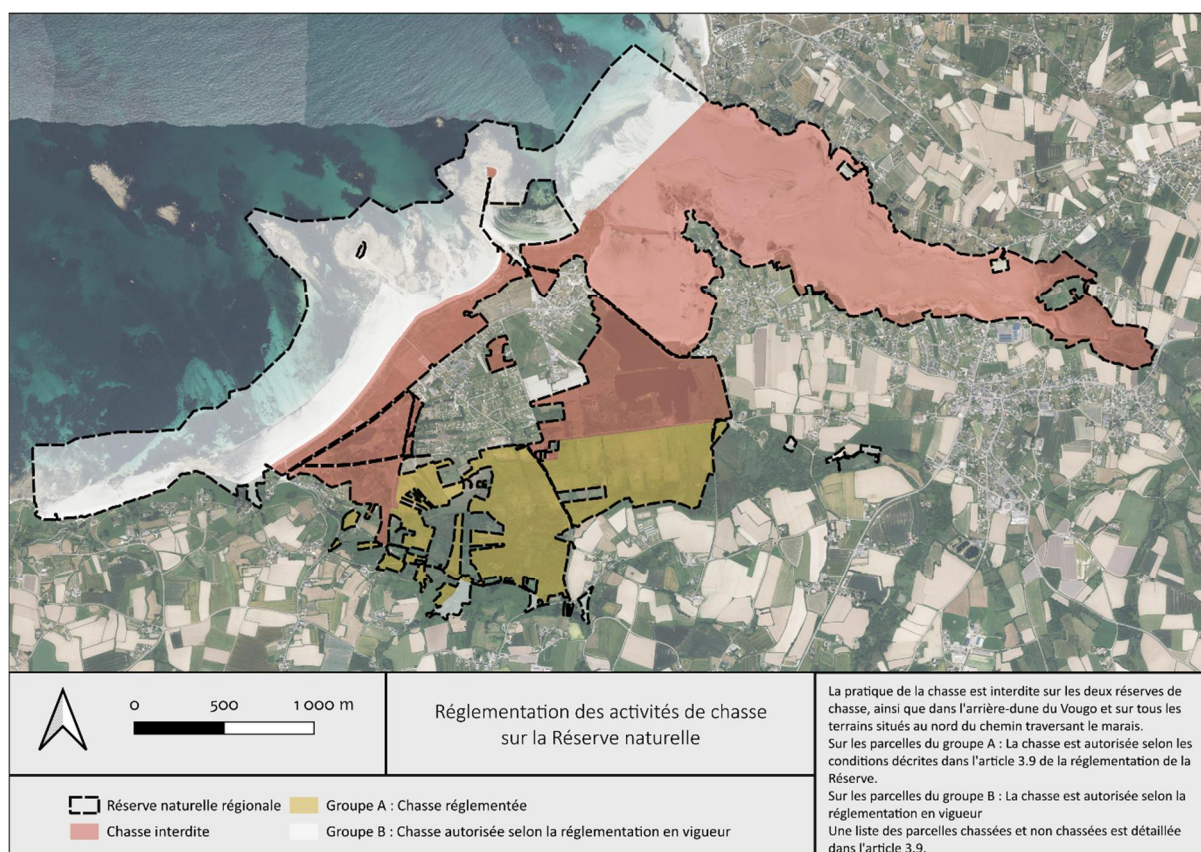 0 500 1 000 m
Réglementation des activités de chasse
sur la Réserve naturelle
Réserve naturelle régionale
Chasse interdite
Groupe A : Chasse réglementée
Groupe B : Chasse autorisée selon la réglementation en vigueur
La pratique de la chasse est interdite sur les deux réserves de
chasse, ainsi que dans l'arrière-dune du Vougo et sur tous les
terrains situés au nord du chemin traversant le marais.
Sur les parcelles du groupe A : La chasse est autorisée selon les
conditions décrites dans l'article 3.9 de la réglementation de la
Réserve.
Sur les parcelles du groupe B : La chasse est autorisée selon la
réglementation en vigueur
Une liste des parcelles chassées et non chassées est détaillée
dans l'article 3.9.